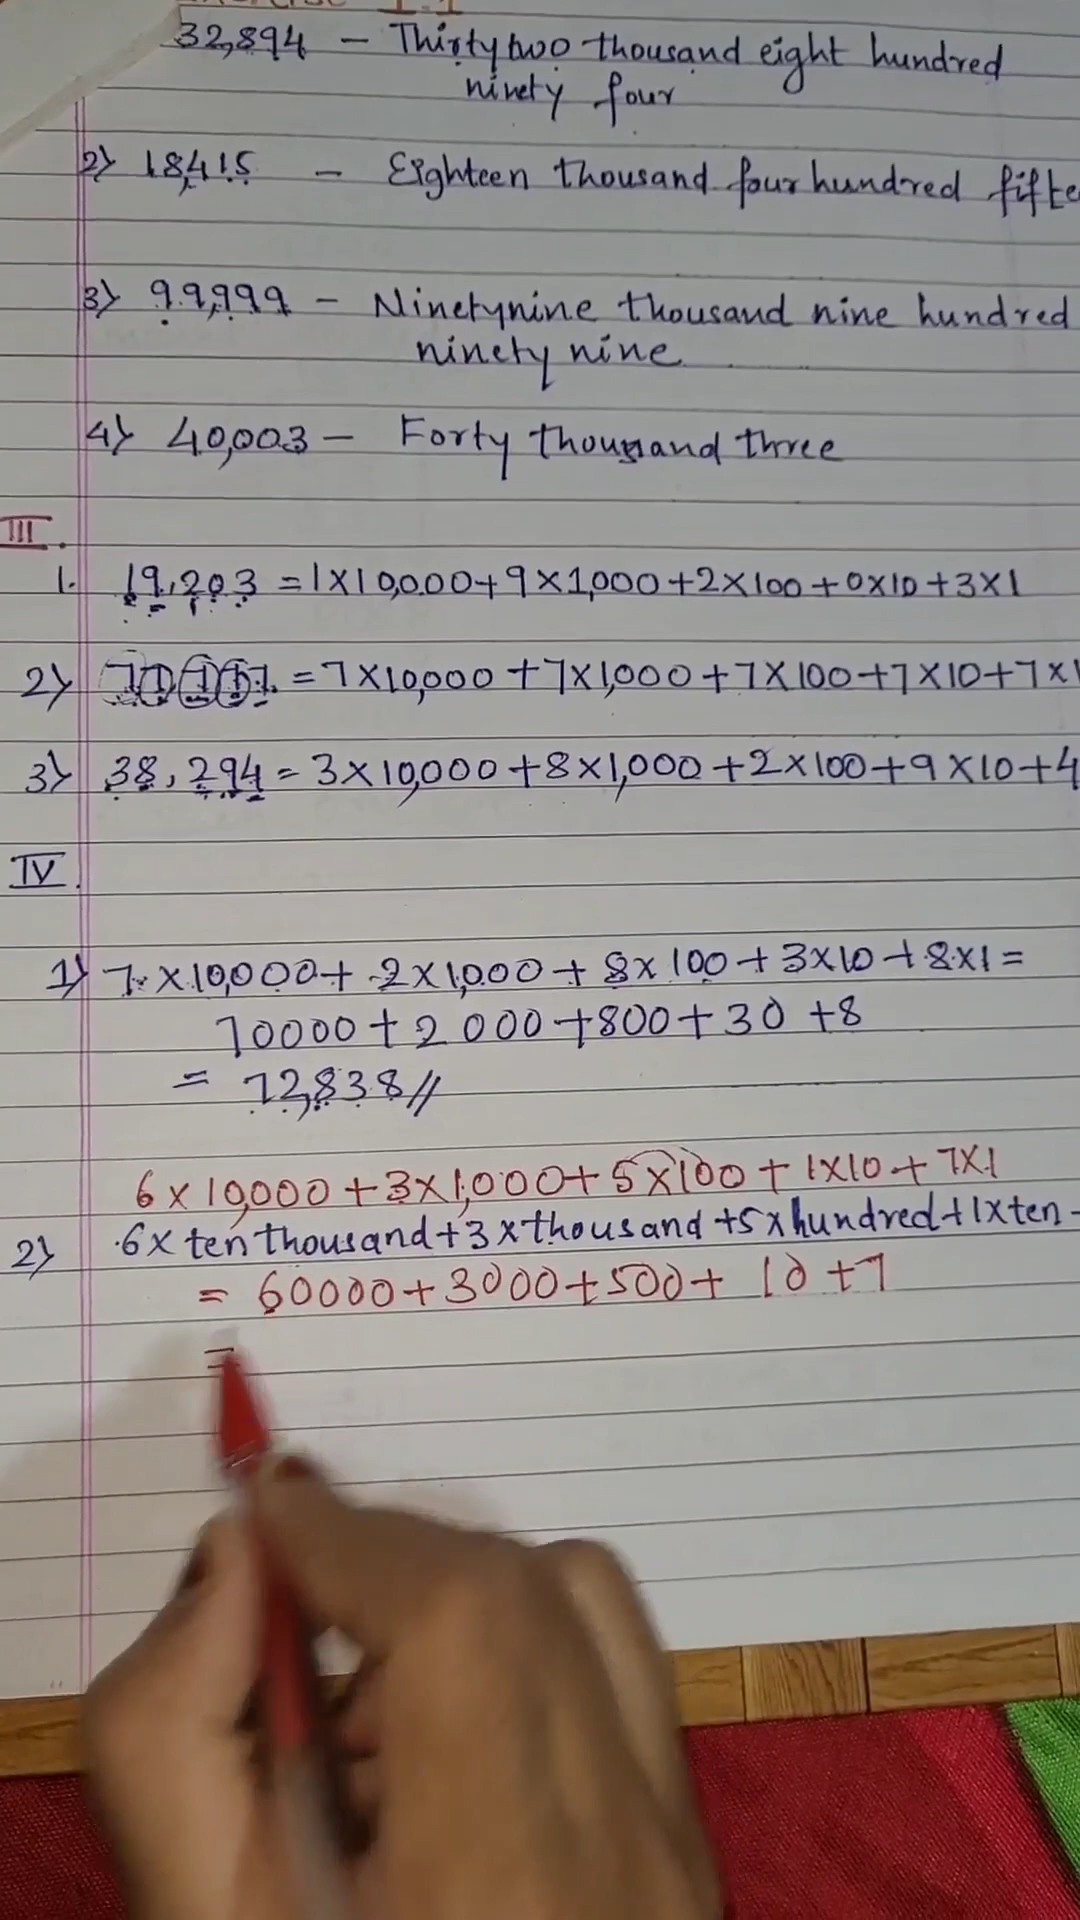 32,894 - Thirty two thousand eight hundred
ninety four
2) 18,415 - Eighteen thousand four hundred fifte
3) 99,999 - Ninetynine thousand nine hundred
ninety nine
4) 40,003 - Forty thousand three
III.
1. 19,203 = 1×10,000+9×1,000+2×100+0×10+3×1
2) 77,777 = 7×10,000+7×1,000+7×100+7×10+7×1
3) 38,294 = 3×10,000+8×1,000+2×100+9×10+4
IV.
1) 7×10,000+2×1,000+8×100+3×10+8×1=
70000+2000+800+30+8
= 72,838//
6×10,000+3×1,000+5×100+1×10+7×1
2) 6×ten thousand+3×thousand+5×hundred+1×ten-
= 60000+3000+500+10+7
=